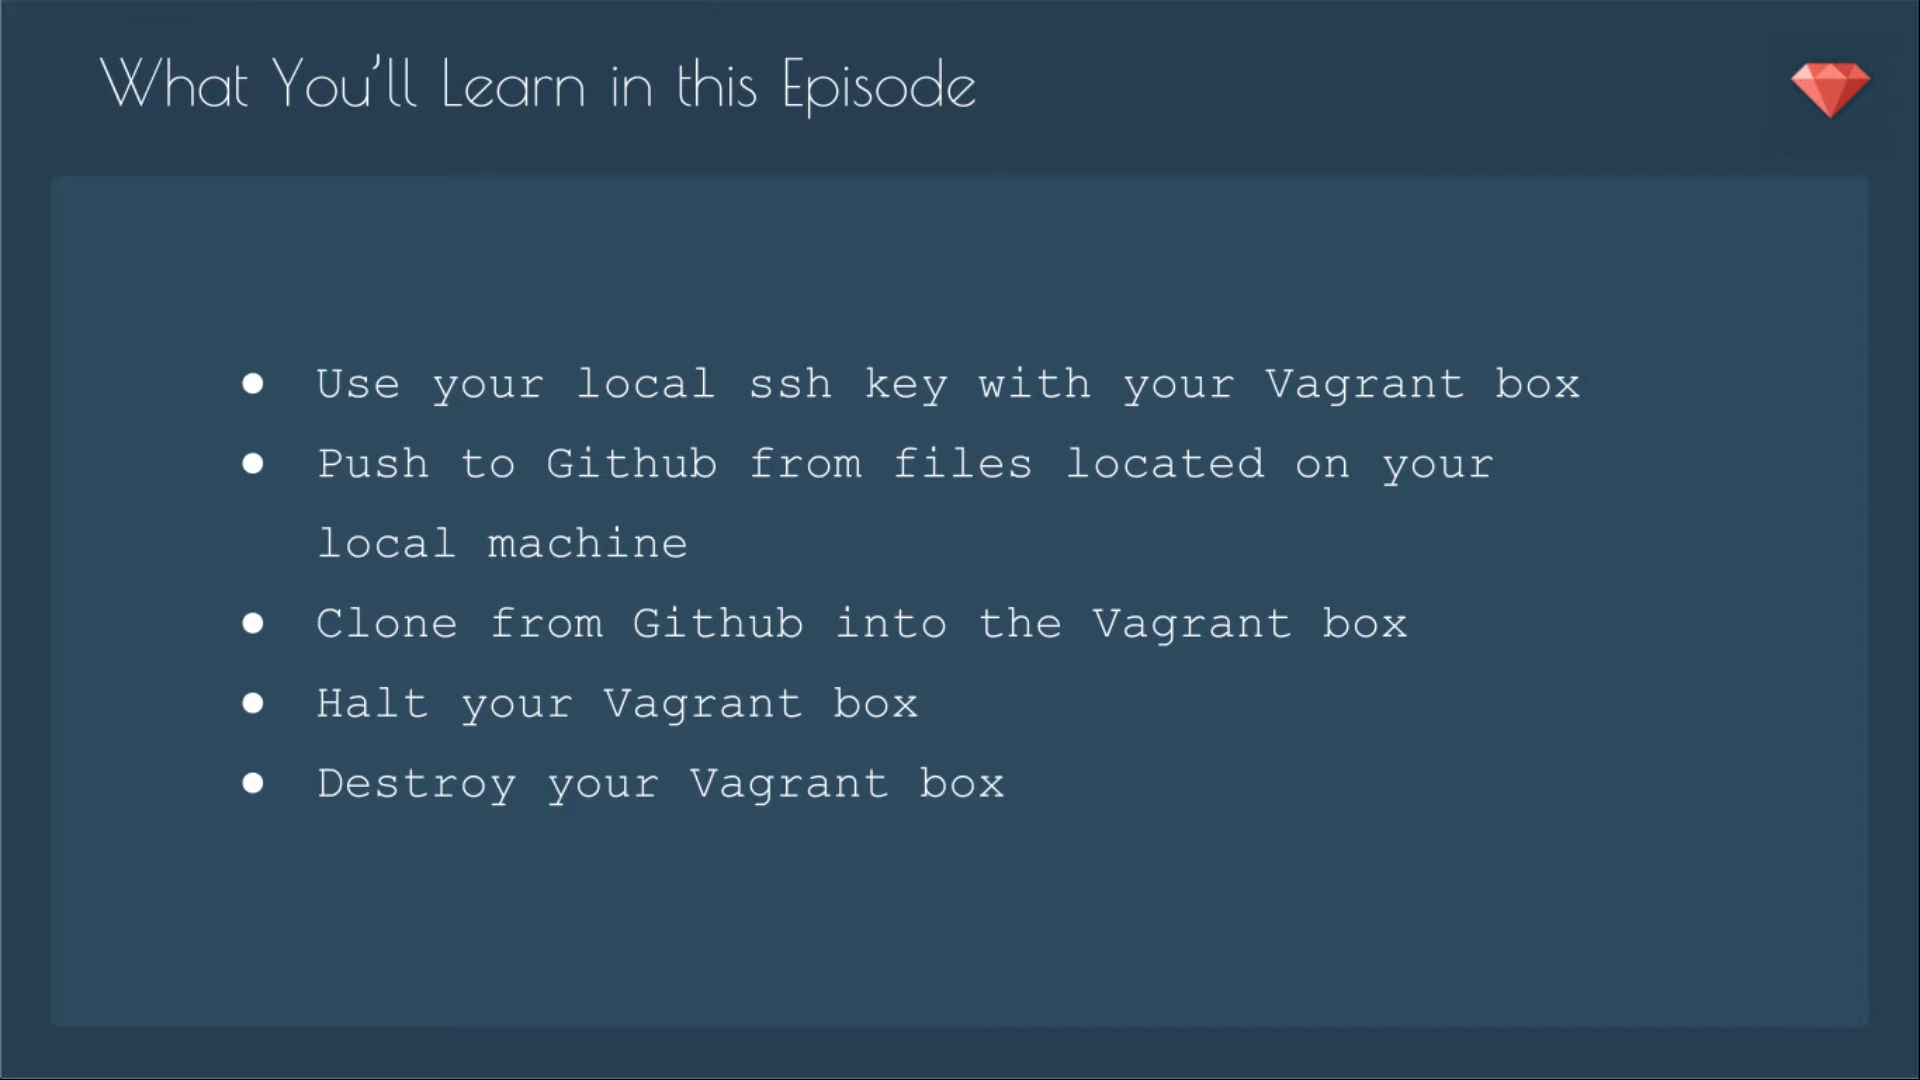 What You'll Learn in this Episode
● Use your local ssh key with your Vagrant box
● Push to Github from files located on your
local machine
● Clone from Github into the Vagrant box
● Halt your Vagrant box
● Destroy your Vagrant box